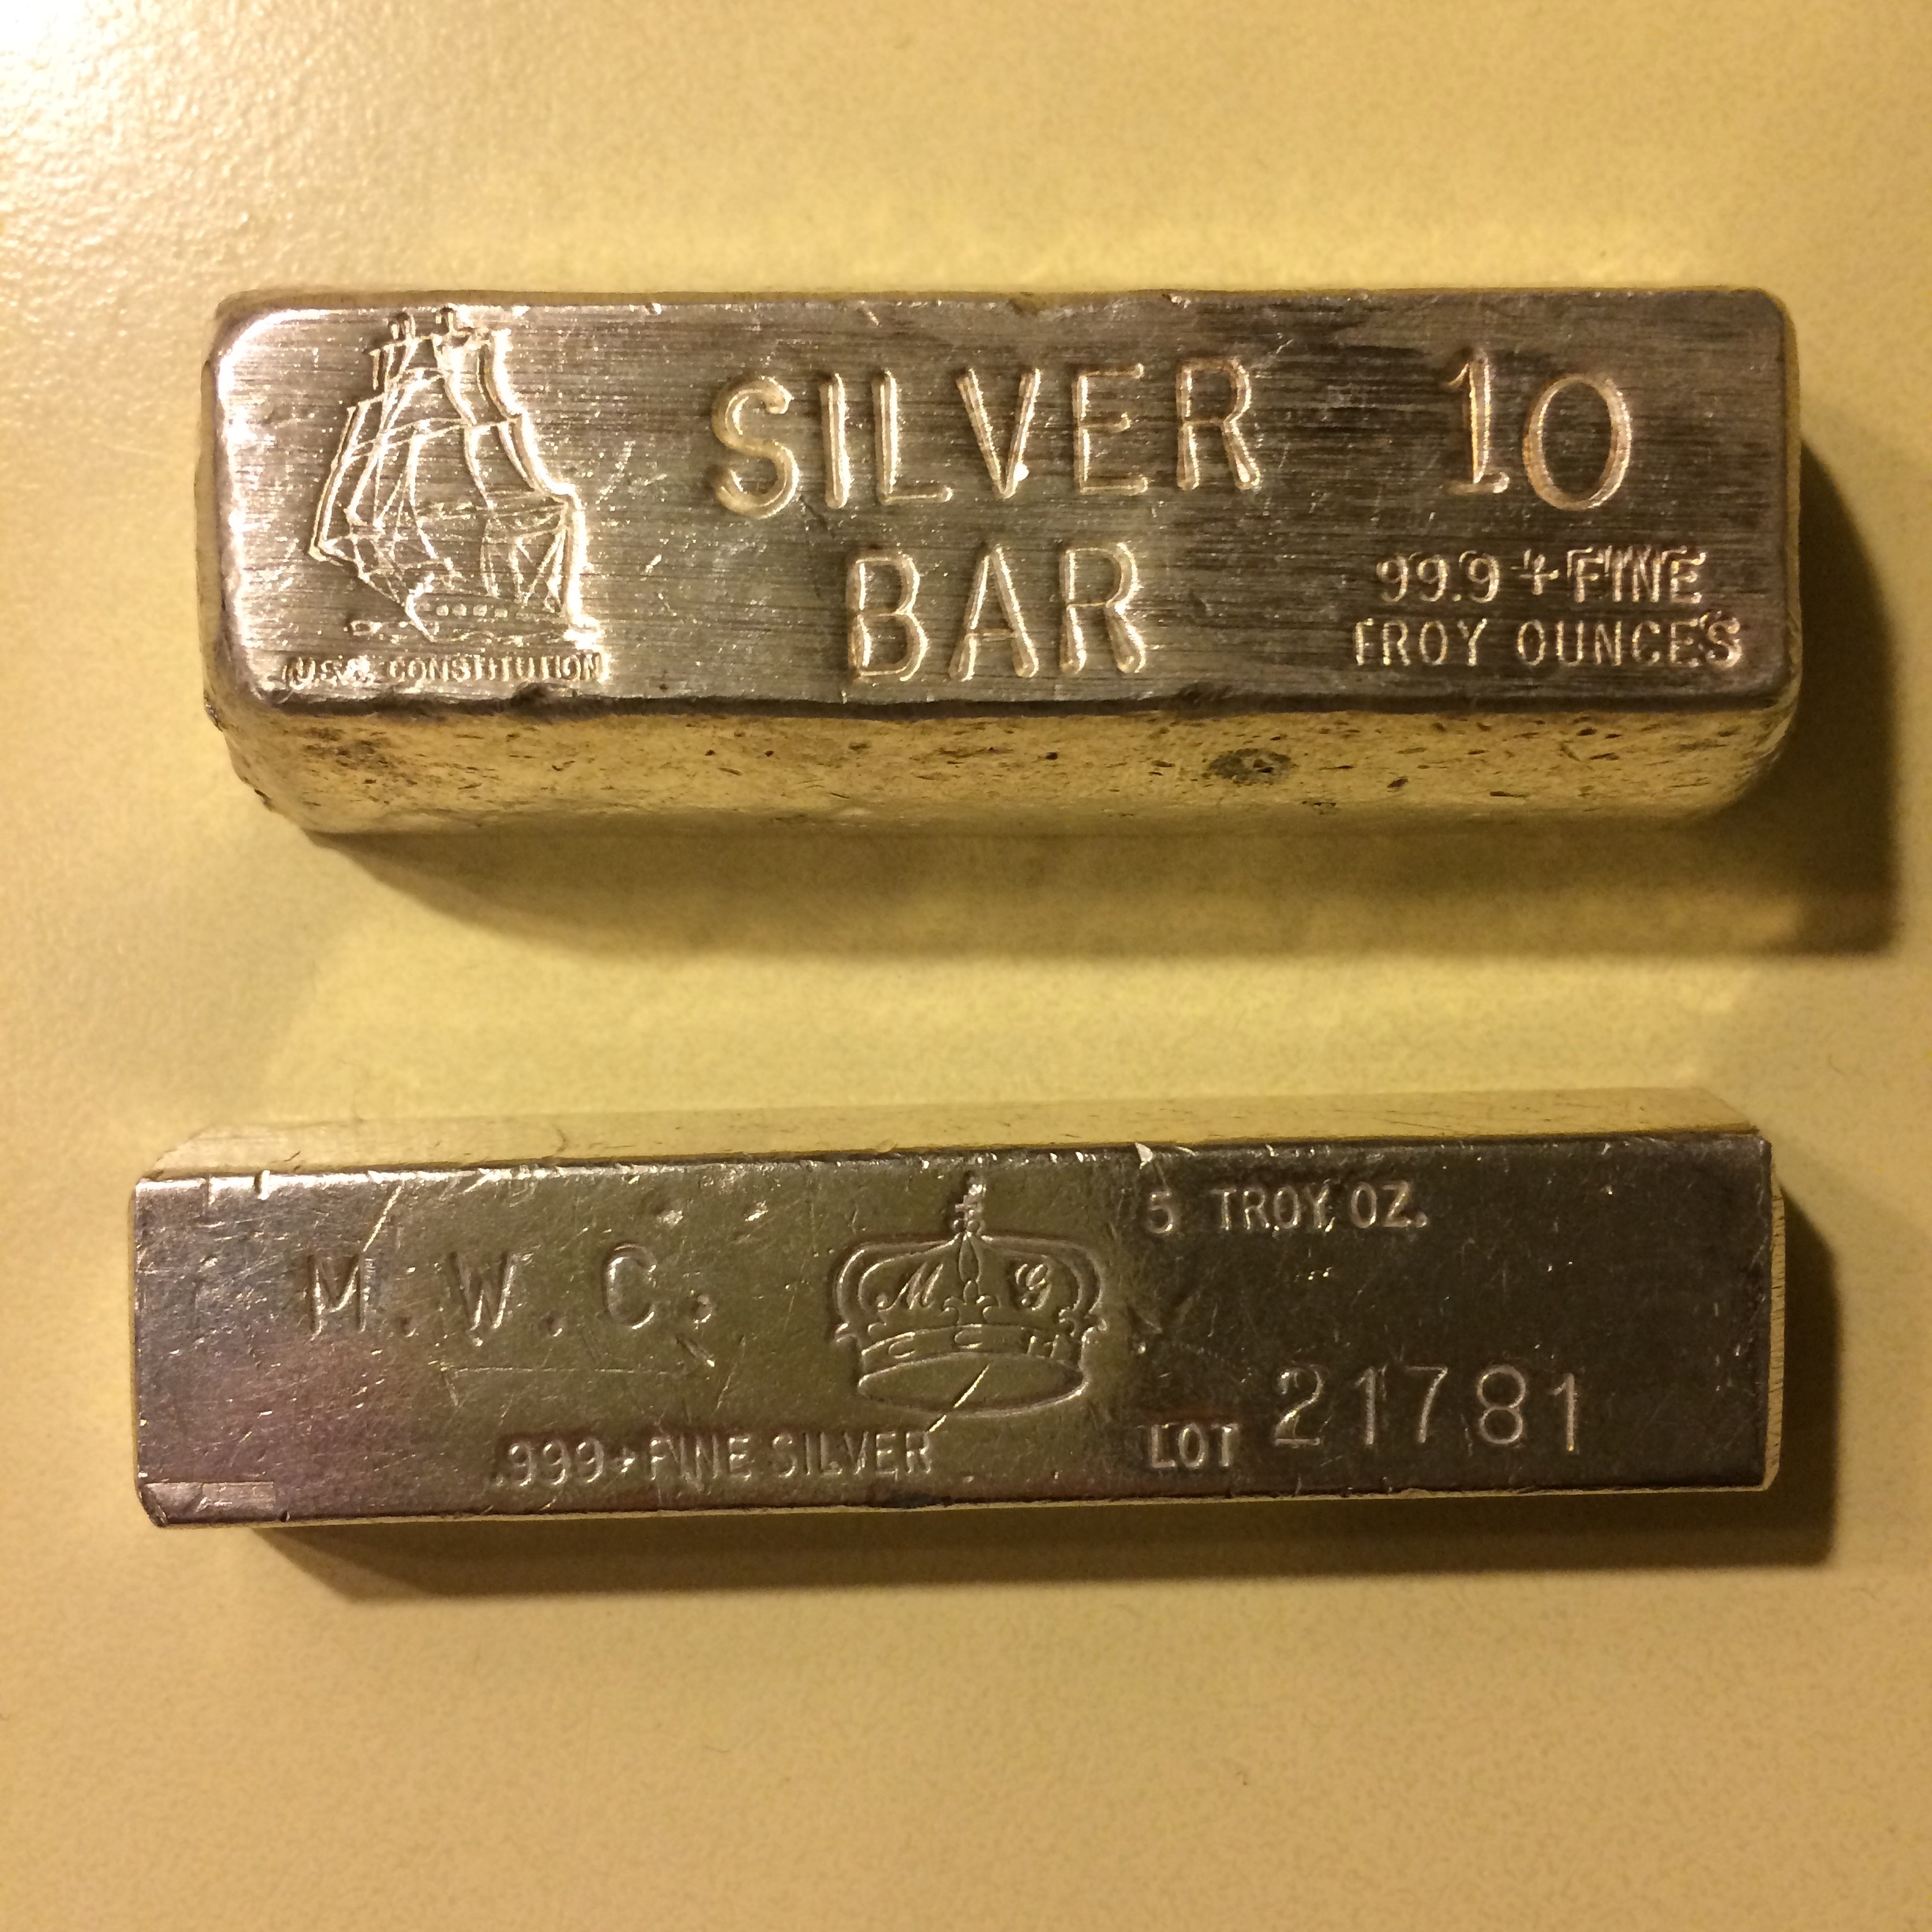 SILVER 10
BAR
99.9 + FINE
TROY OUNCES
U.S.S. CONSTITUTION
M.W.C.
M G
5 TROY OZ.
.999+ FINE SILVER
LOT 21781